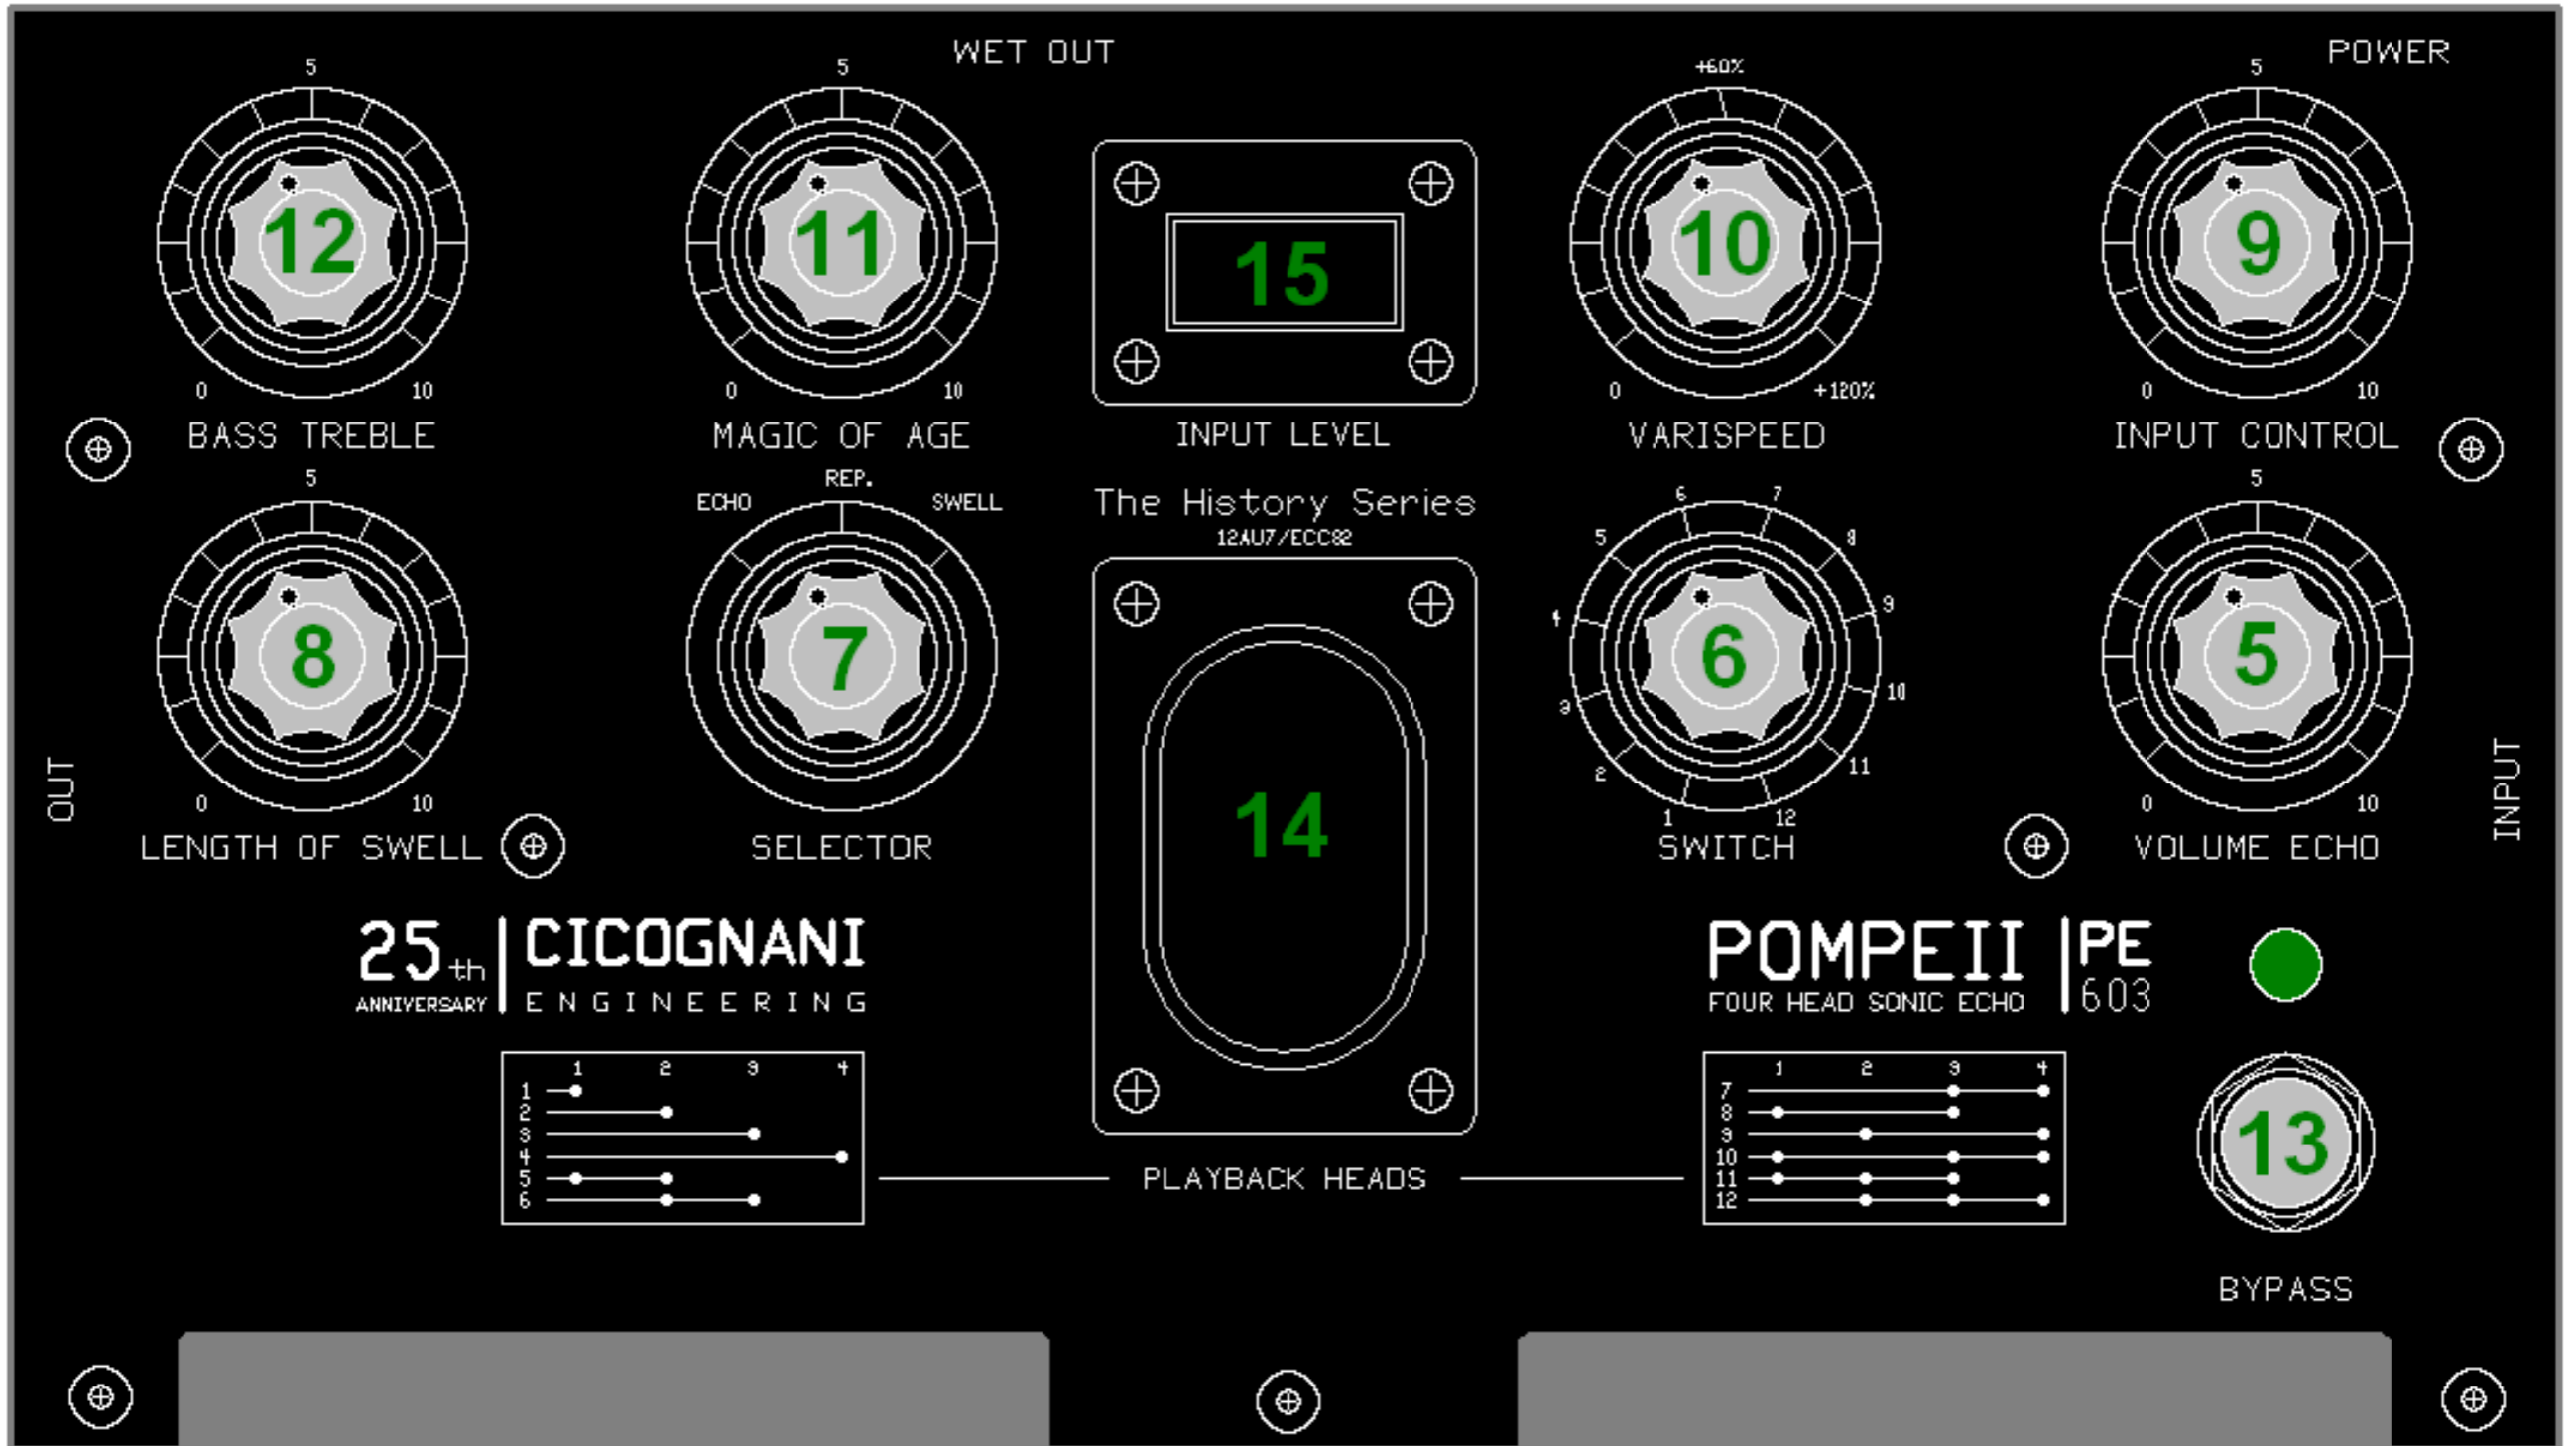 WET OUT
POWER
5
5
+60%
5
12
11
15
10
9
0 10
0 10
0 +120%
0 10
BASS TREBLE
MAGIC OF AGE
INPUT LEVEL
VARISPEED
INPUT CONTROL
5
ECHO REP. SWELL
The History Series
12AU7/ECC82
1 2 3 4 5 6 7 8 9 10 11 12
5
8
7
14
6
5
0 10
0 10
OUT
INPUT
LENGTH OF SWELL
SELECTOR
SWITCH
VOLUME ECHO
25th
ANNIVERSARY
CICOGNANI
ENGINEERING
POMPEII
FOUR HEAD SONIC ECHO
PE
603
1 2 3 4
1
2
3
4
5
6
PLAYBACK HEADS
1 2 3 4
7
8
9
10
11
12
13
BYPASS